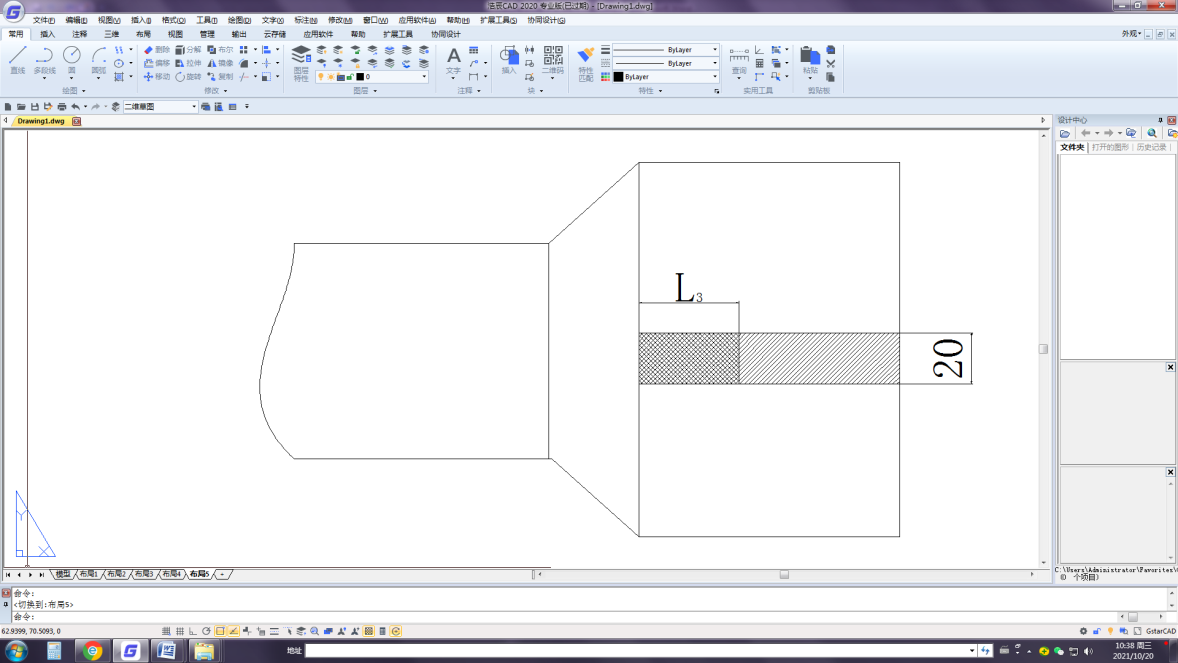 浩辰CAD 2020 专业版(已过期) - [Drawing1.dwg]
文件(F) 编辑(E) 视图(V) 插入(I) 格式(O) 工具(T) 绘图(D) 文字(X) 标注(N) 修改(M) 窗口(W) 应用软件(A) 帮助(H) 扩展工具(S) 协同设计(G)
常用 插入 注释 三维 布局 视图 管理 输出 云存储 应用软件 帮助 扩展工具 协同设计 外观
直线 多段线 圆 圆弧
删除 分解 布尔
偏移 拉伸 镜像
移动 旋转 复制
图层特性
0
文字
插入 二维码
特性匹配
ByLayer
ByLayer
ByLayer
查询 粘贴
绘图 修改 图层 注释 块 特性 实用工具 剪贴板
二维草图
Drawing1.dwg
设计中心
文件夹 打开的图形 历史记录
L3
20
Y
X
模型 布局1 布局2 布局3 布局4 布局5 +
C:\Users\Administrator\Favorites\
0 个项目)
命令:
<切换到:布局5>
命令:
62.9399, 70.5093, 0
GstarCAD
地址
10:38 周三
2021/10/20